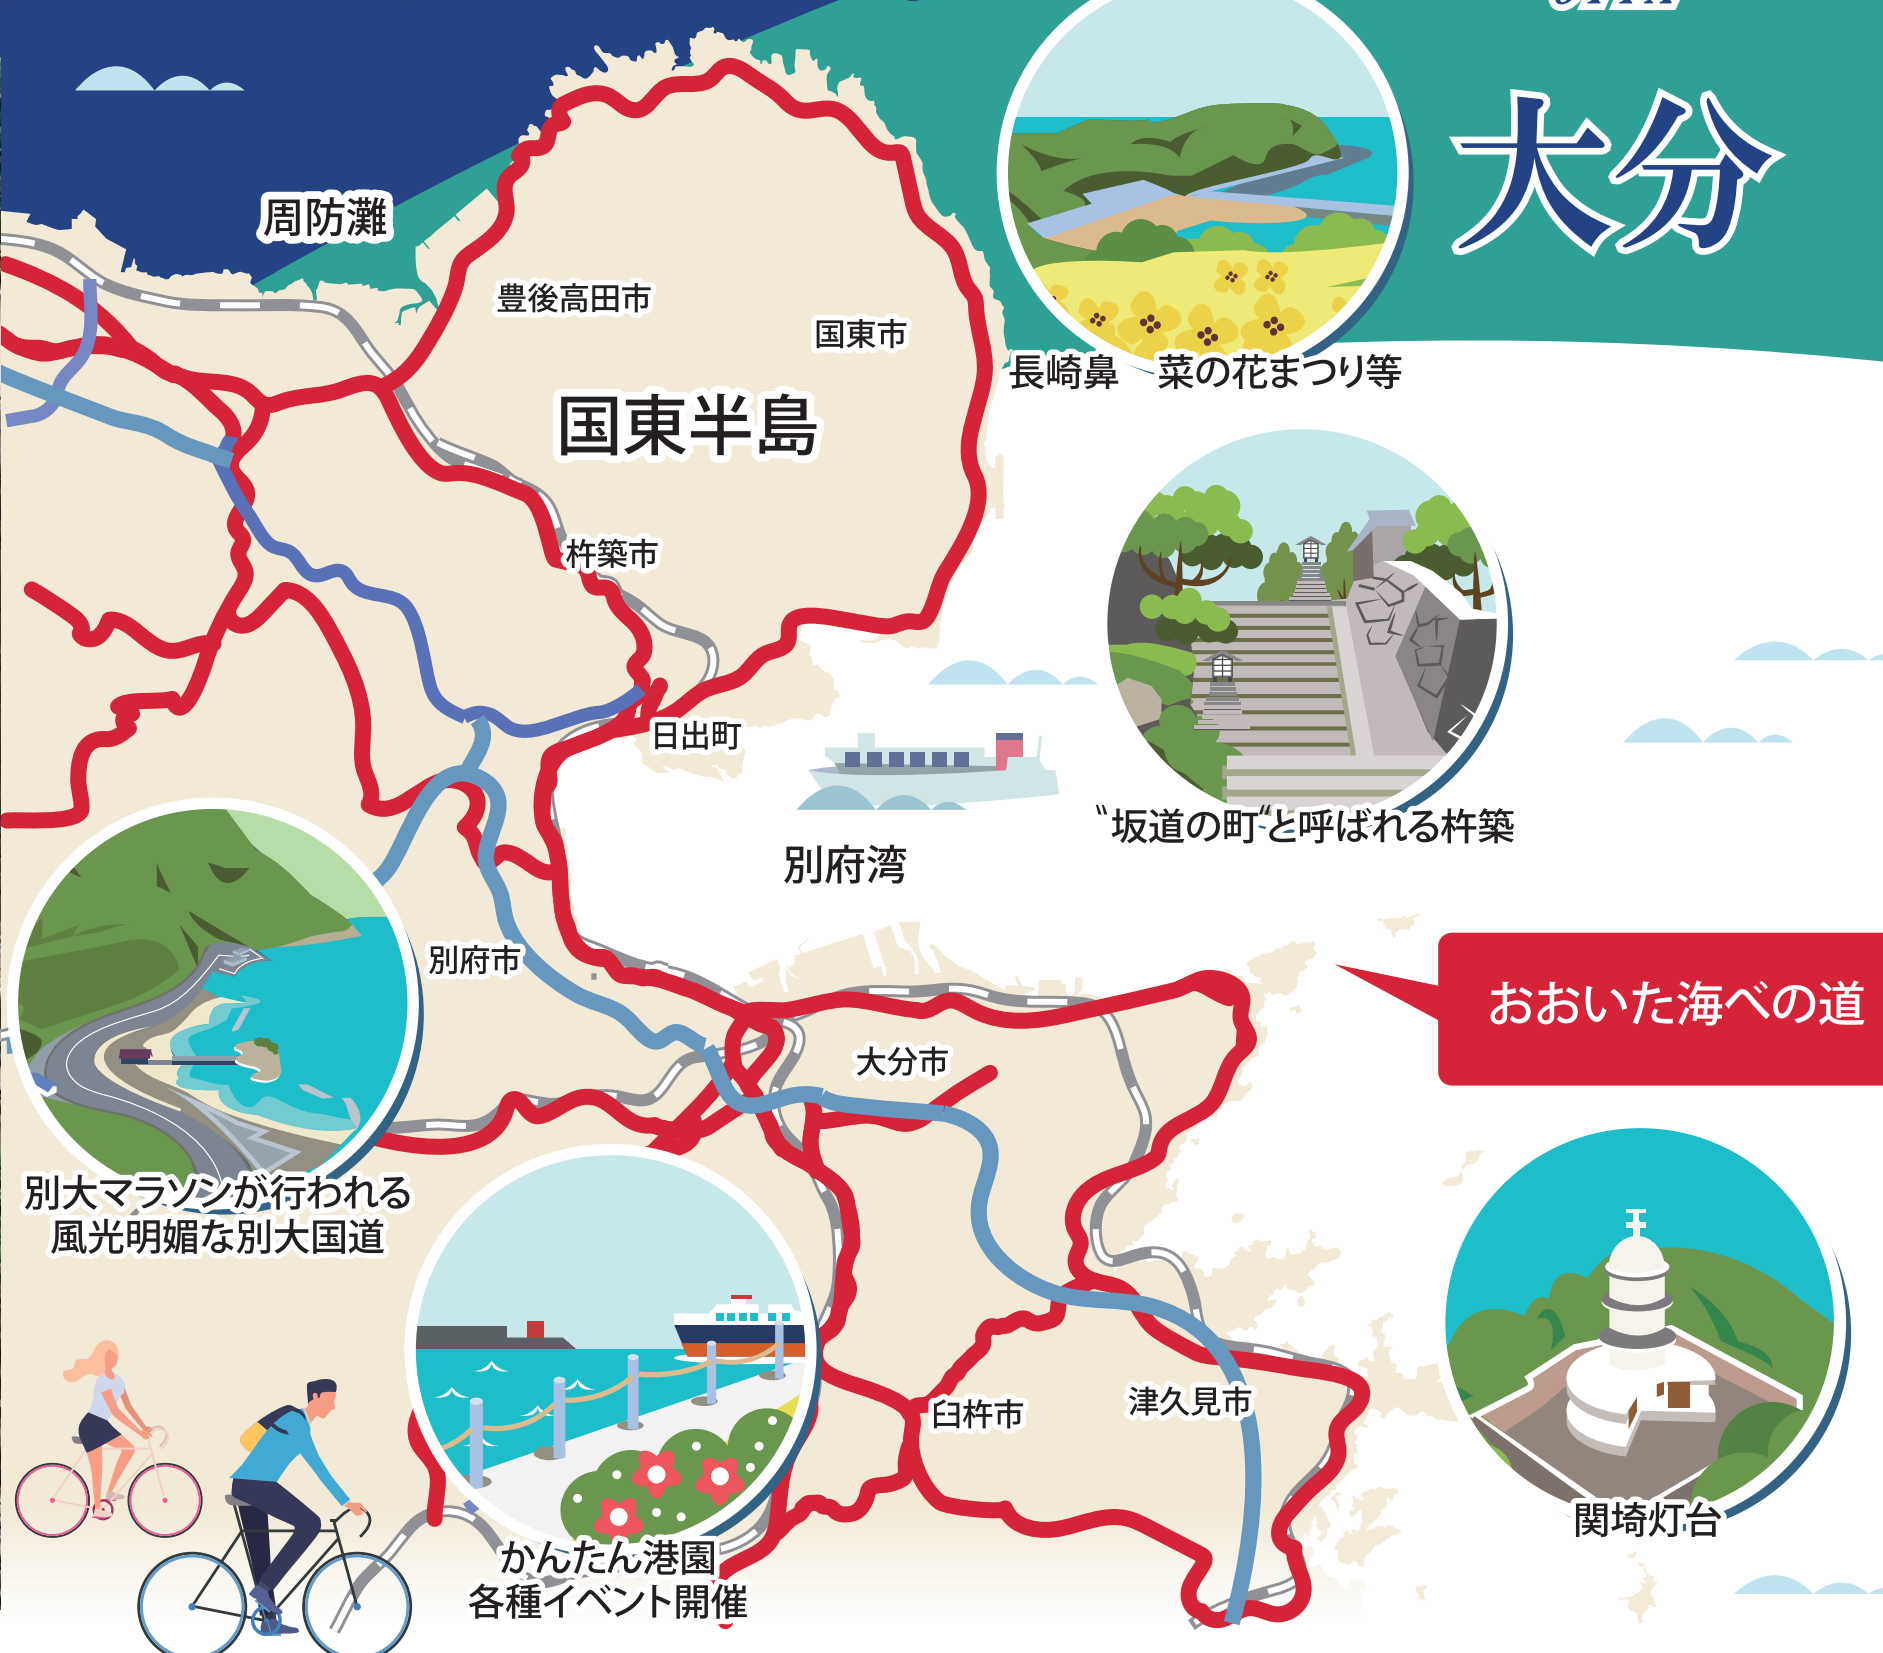 大分
周防灘
豊後高田市
国東市
長崎鼻　菜の花まつり等
国東半島
杵築市
日出町
〝坂道の町〟と呼ばれる杵築
別府湾
別府市
おおいた海べの道
大分市
別大マラソンが行われる
風光明媚な別大国道
臼杵市
津久見市
関埼灯台
かんたん港園
各種イベント開催